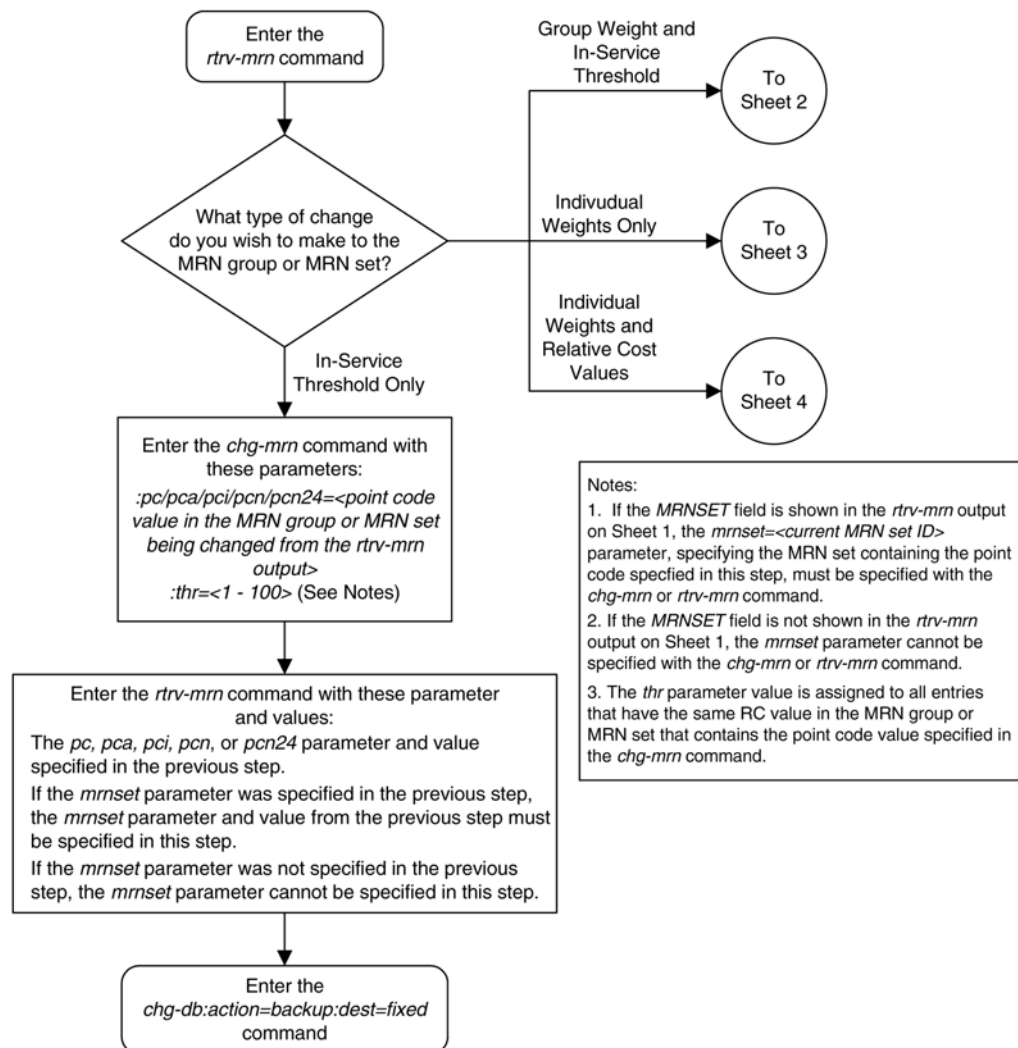 Enter the
rtrv-mrn command
What type of change
do you wish to make to the
MRN group or MRN set?
Group Weight and
In-Service
Threshold
To
Sheet 2
Indivudual
Weights Only
To
Sheet 3
Individual
Weights and
Relative Cost
Values
To
Sheet 4
In-Service
Threshold Only
Enter the chg-mrn command with
these parameters:
:pc/pca/pci/pcn/pcn24=<point code
value in the MRN group or MRN set
being changed from the rtrv-mrn
output>
:thr=<1 - 100> (See Notes)
Notes:
1. If the MRNSET field is shown in the rtrv-mrn output
on Sheet 1, the mrnset=<current MRN set ID>
parameter, specifying the MRN set containing the point
code specfied in this step, must be specified with the
chg-mrn or rtrv-mrn command.
2. If the MRNSET field is not shown in the rtrv-mrn
output on Sheet 1, the mrnset parameter cannot be
specified with the chg-mrn or rtrv-mrn command.
3. The thr parameter value is assigned to all entries
that have the same RC value in the MRN group or
MRN set that contains the point code value specified in
the chg-mrn command.
Enter the rtrv-mrn command with these parameter
and values:
The pc, pca, pci, pcn, or pcn24 parameter and value
specified in the previous step.
If the mrnset parameter was specified in the previous step,
the mrnset parameter and value from the previous step must
be specified in this step.
If the mrnset parameter was not specified in the previous
step, the mrnset parameter cannot be specified in this step.
Enter the
chg-db:action=backup:dest=fixed
command